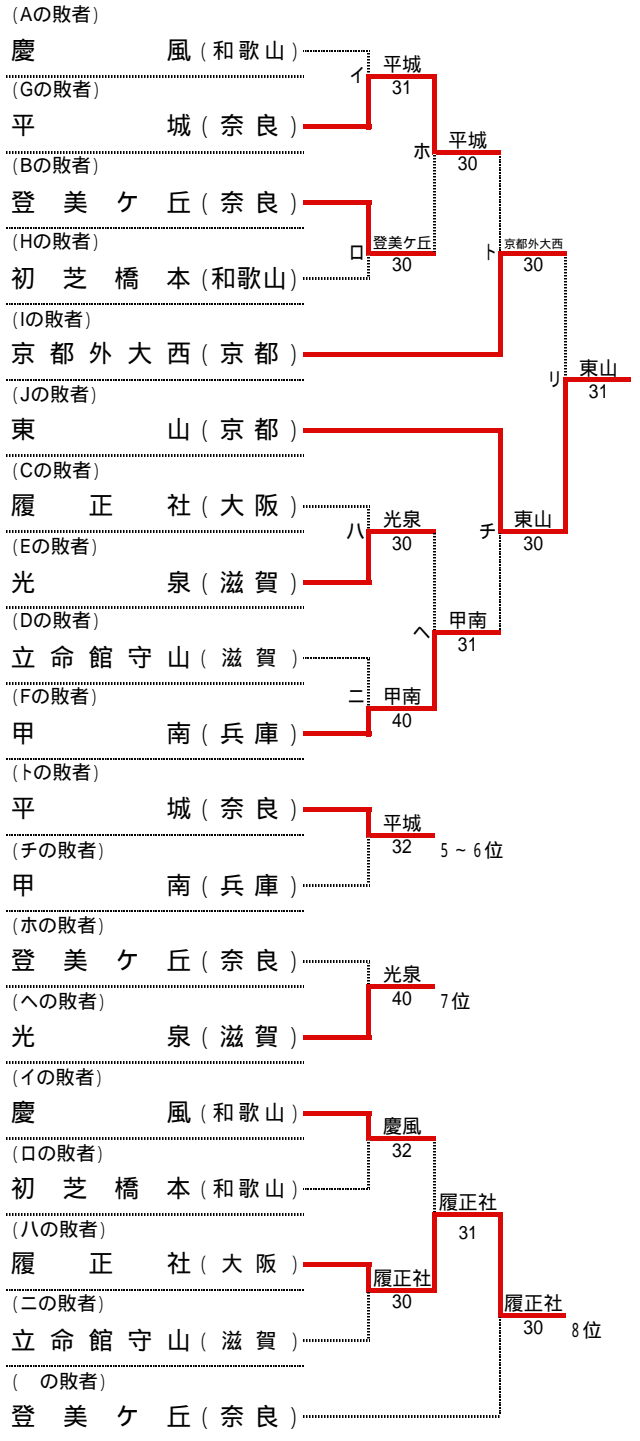 (Aの敗者)
慶風(和歌山)
(Gの敗者)
平城(奈良)
(Bの敗者)
登美ケ丘(奈良)
(Hの敗者)
初芝橋本(和歌山)
(Iの敗者)
京都外大西(京都)
(Jの敗者)
東山(京都)
(Cの敗者)
履正社(大阪)
(Eの敗者)
光泉(滋賀)
(Dの敗者)
立命館守山(滋賀)
(Fの敗者)
甲南(兵庫)
イ 平城
31
ロ 登美ケ丘
30
ホ 平城
30
ト 京都外大西
30
リ 東山
31
ハ 光泉
30
チ 東山
30
ヘ 甲南
31
ニ 甲南
40
(トの敗者)
平城(奈良)
(チの敗者)
甲南(兵庫)
平城
32 5~6位
(ホの敗者)
登美ケ丘(奈良)
(ヘの敗者)
光泉(滋賀)
光泉
40 7位
(イの敗者)
慶風(和歌山)
(ロの敗者)
初芝橋本(和歌山)
(ハの敗者)
履正社(大阪)
(ニの敗者)
立命館守山(滋賀)
( の敗者)
登美ケ丘(奈良)
慶風
32
履正社
30
履正社
31
履正社
30 8位